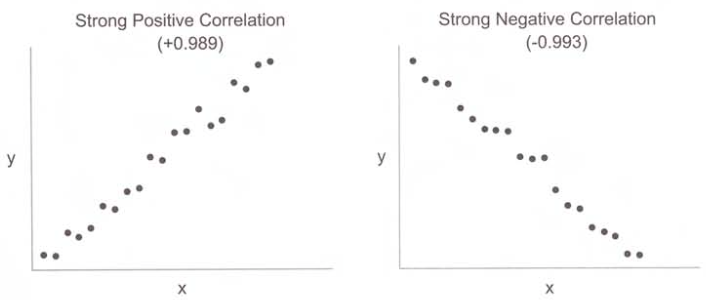 Strong Positive Correlation
(+0.989)
y
x
Strong Negative Correlation
(-0.993)
y
x